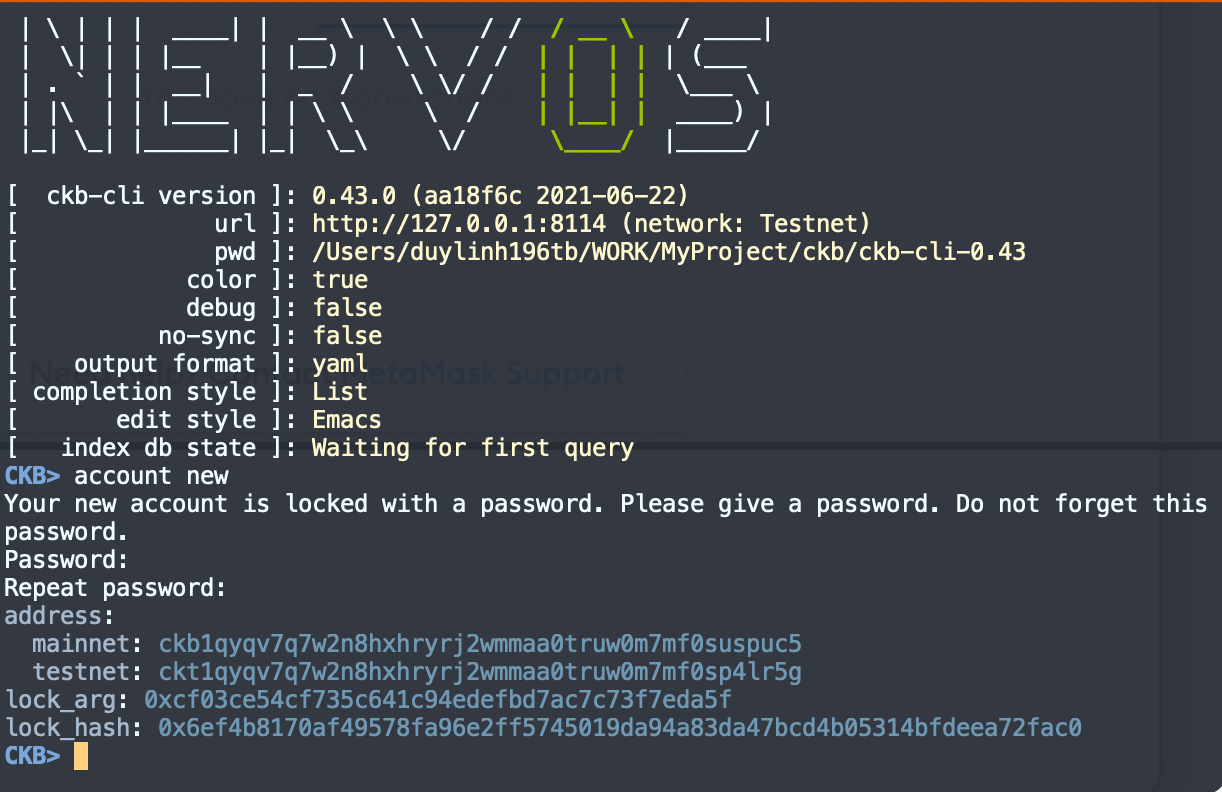 NERVOS
[  ckb-cli version ]: 0.43.0 (aa18f6c 2021-06-22)
[              url ]: http://127.0.0.1:8114 (network: Testnet)
[              pwd ]: /Users/duylinh196tb/WORK/MyProject/ckb/ckb-cli-0.43
[            color ]: true
[            debug ]: false
[          no-sync ]: false
[    output format ]: yaml
[ completion style ]: List
[       edit style ]: Emacs
[   index db state ]: Waiting for first query
CKB> account new
Your new account is locked with a password. Please give a password. Do not forget this
password.
Password:
Repeat password:
address:
  mainnet: ckb1qyqv7q7w2n8hxhryrj2wmmaa0truw0m7mf0suspuc5
  testnet: ckt1qyqv7q7w2n8hxhryrj2wmmaa0truw0m7mf0sp4lr5g
lock_arg: 0xcf03ce54cf735c641c94edefbd7ac7c73f7eda5f
lock_hash: 0x6ef4b8170af49578fa96e2ff5745019da94a83da47bcd4b05314bfdeea72fac0
CKB>
MetaMask Support